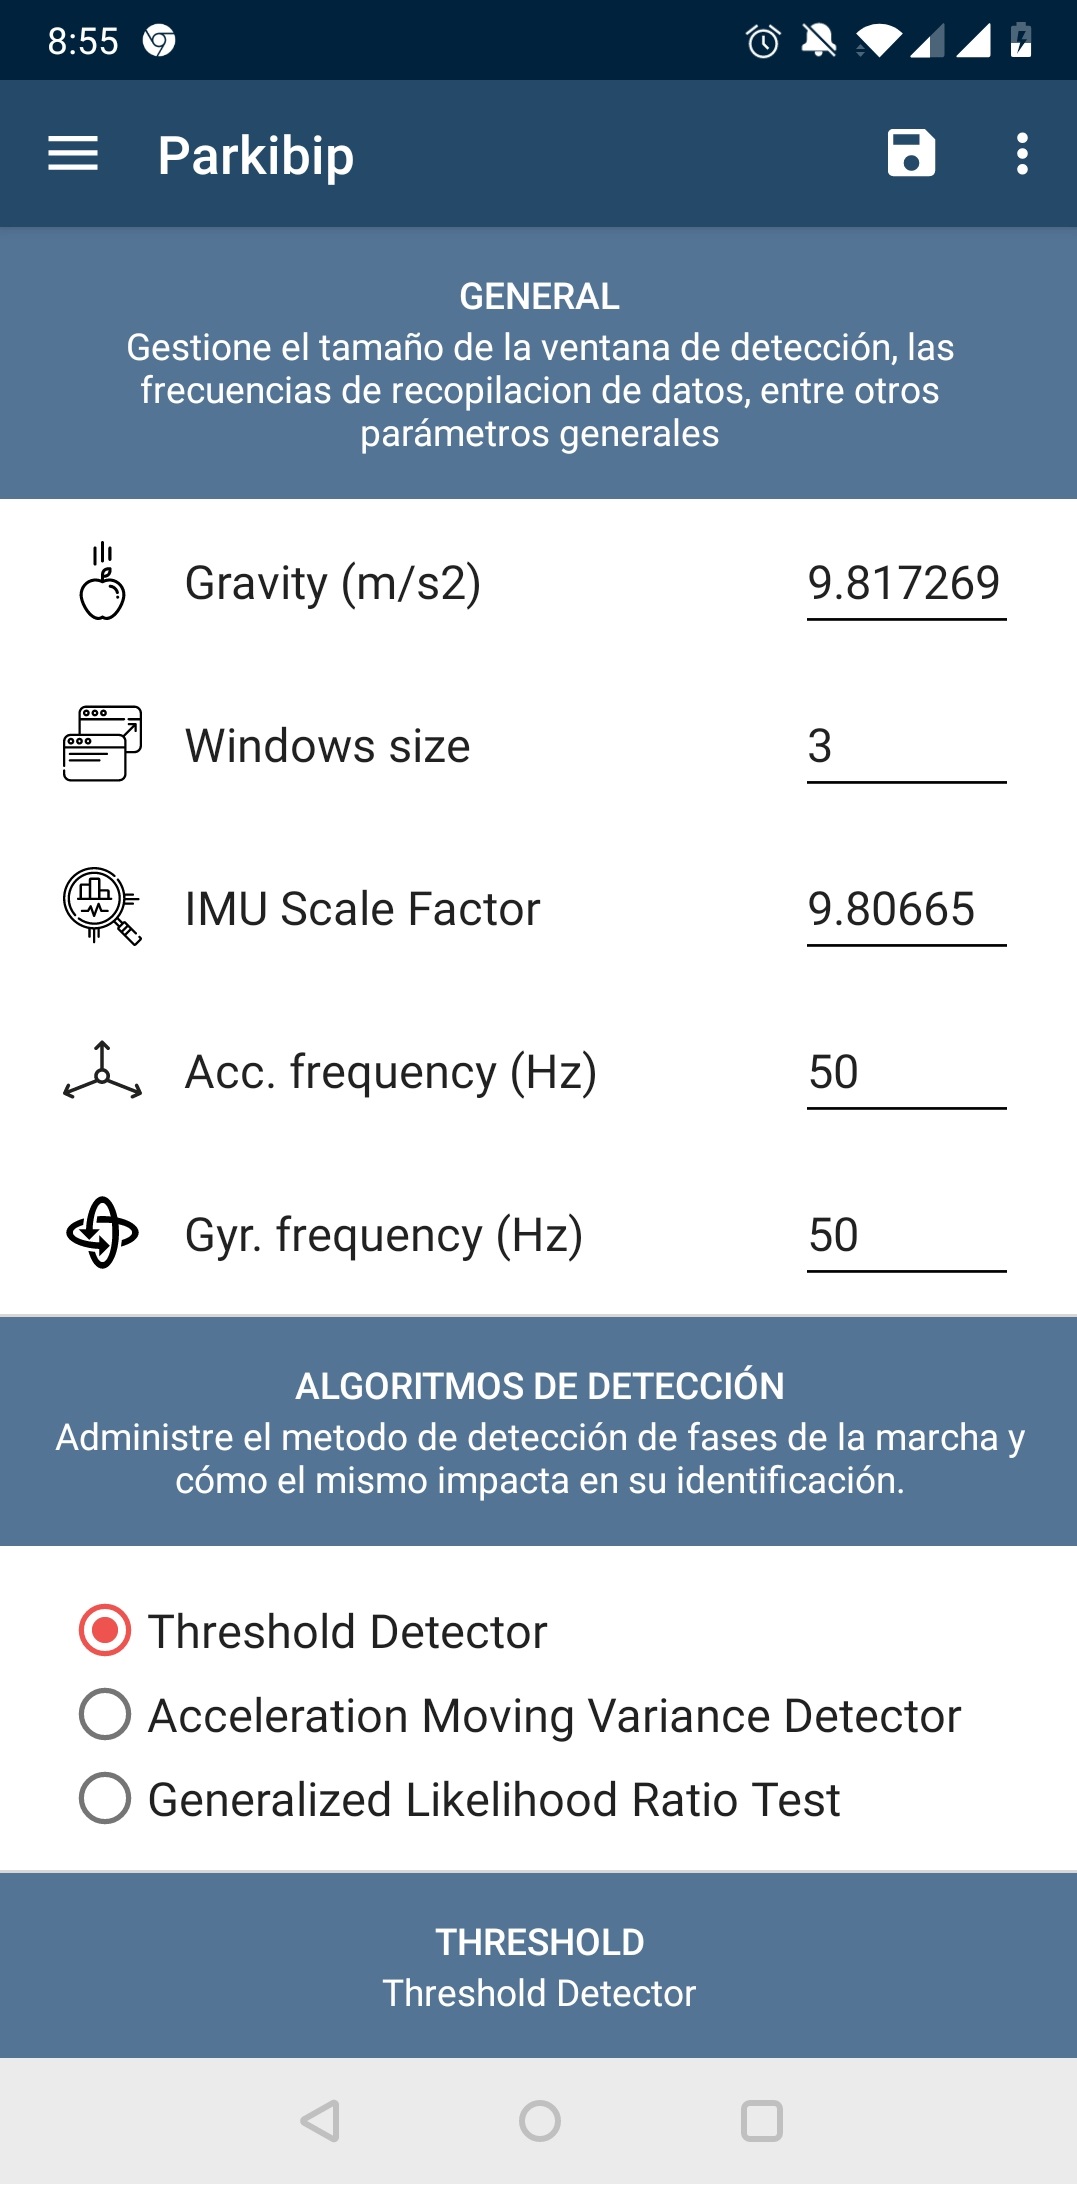 8:55
Parkibip
GENERAL
Gestione el tamaño de la ventana de detección, las
frecuencias de recopilacion de datos, entre otros
parámetros generales
Gravity (m/s2) 9.817269
Windows size 3
IMU Scale Factor 9.80665
Acc. frequency (Hz) 50
Gyr. frequency (Hz) 50
ALGORITMOS DE DETECCIÓN
Administre el metodo de detección de fases de la marcha y
cómo el mismo impacta en su identificación.
Threshold Detector
Acceleration Moving Variance Detector
Generalized Likelihood Ratio Test
THRESHOLD
Threshold Detector